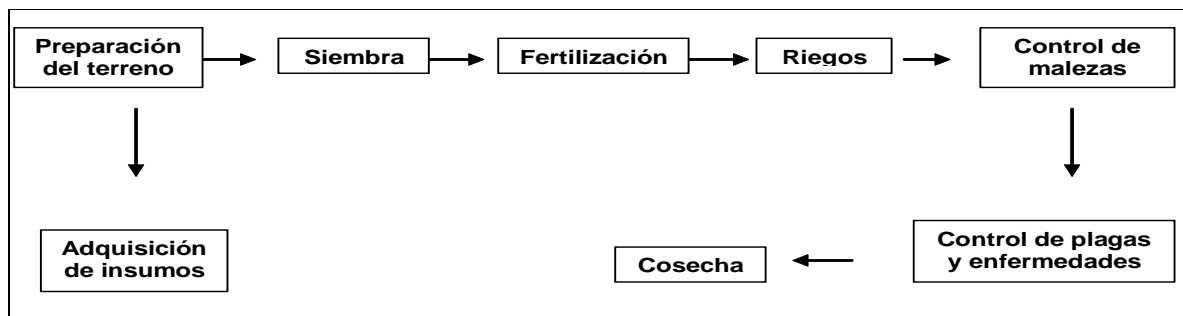 Preparación
del terreno
Siembra
Fertilización
Riegos
Control de
malezas
Adquisición
de insumos
Cosecha
Control de plagas
y enfermedades